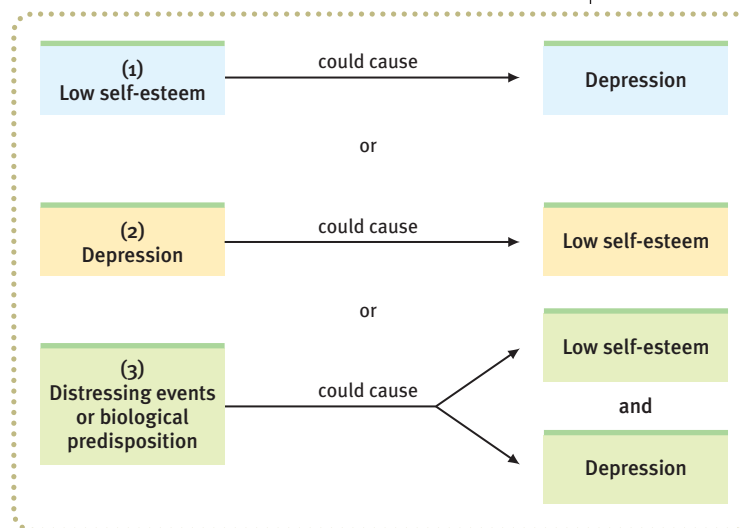 (1)
Low self-esteem
could cause
Depression
or
(2)
Depression
could cause
Low self-esteem
or
(3)
Distressing events
or biological
predisposition
could cause
Low self-esteem
and
Depression